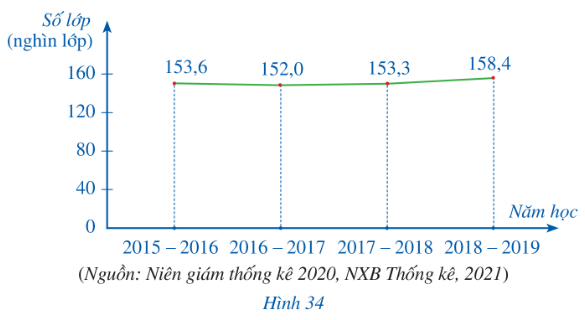 Số lớp
(nghìn lớp)
153,6 152,0 153,3 158,4
160
120
80
40
0
Năm học
2015 – 2016 2016 – 2017 2017 – 2018 2018 – 2019
(Nguồn: Niên giám thống kê 2020, NXB Thống kê, 2021)
Hình 34